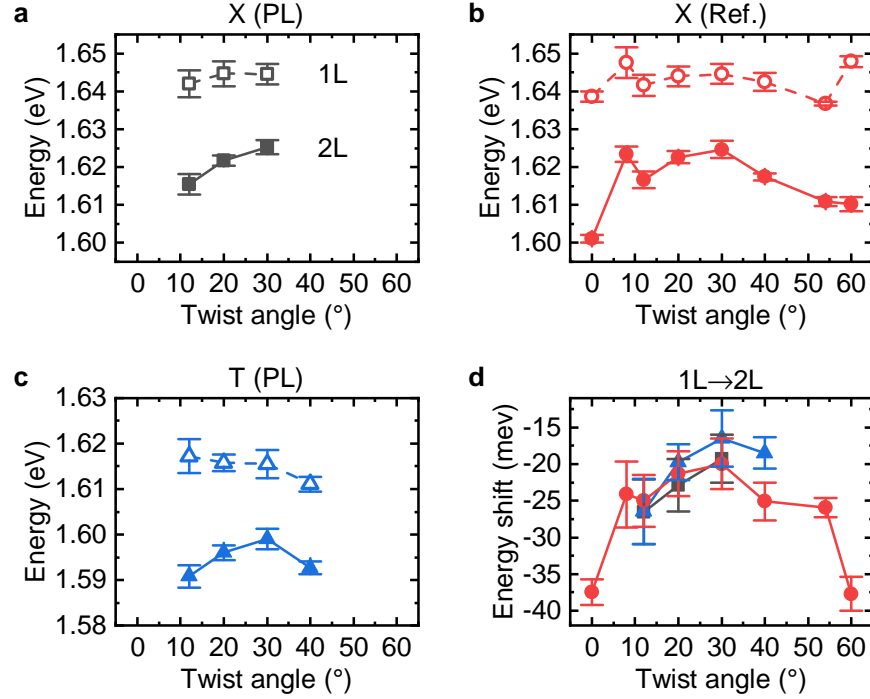 a X (PL)
Energy (eV)
1.65
1.64
1.63
1.62
1.61
1.60
1L
2L
0 10 20 30 40 50 60
Twist angle (°)
b X (Ref.)
Energy (eV)
1.65
1.64
1.63
1.62
1.61
1.60
0 10 20 30 40 50 60
Twist angle (°)
c T (PL)
Energy (eV)
1.63
1.62
1.61
1.60
1.59
1.58
0 10 20 30 40 50 60
Twist angle (°)
d 1L→2L
Energy shift (mev)
-15
-20
-25
-30
-35
-40
0 10 20 30 40 50 60
Twist angle (°)